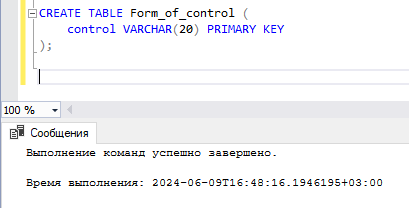 CREATE TABLE Form_of_control (
control VARCHAR(20) PRIMARY KEY
);
100 %
Сообщения
Выполнение команд успешно завершено.
Время выполнения: 2024-06-09T16:48:16.1946195+03:00